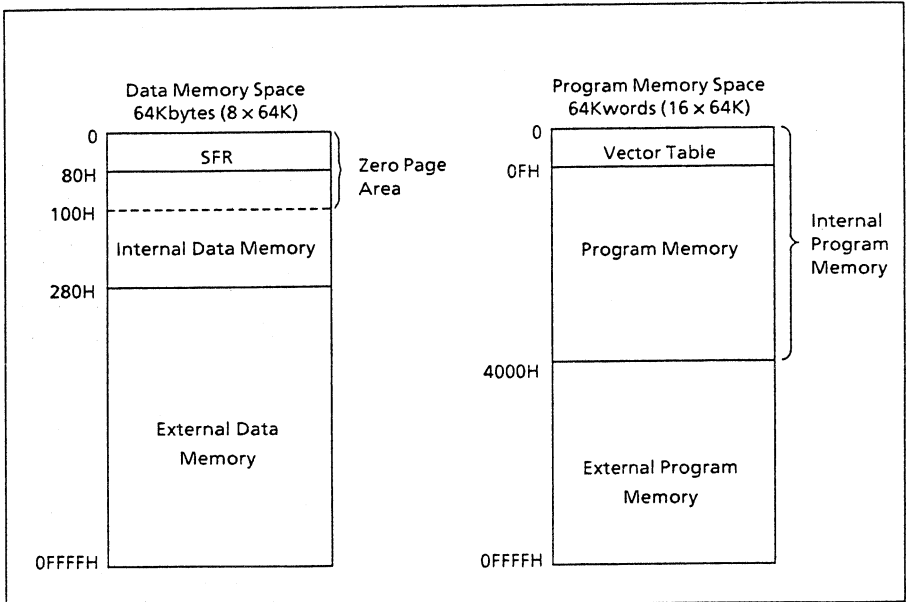 Data Memory Space
64Kbytes (8 x 64K)
0
SFR
80H
Zero Page
Area
100H
Internal Data Memory
280H
External Data
Memory
0FFFFH
Program Memory Space
64Kwords (16 x 64K)
0
Vector Table
0FH
Program Memory
Internal
Program
Memory
4000H
External Program
Memory
0FFFFH